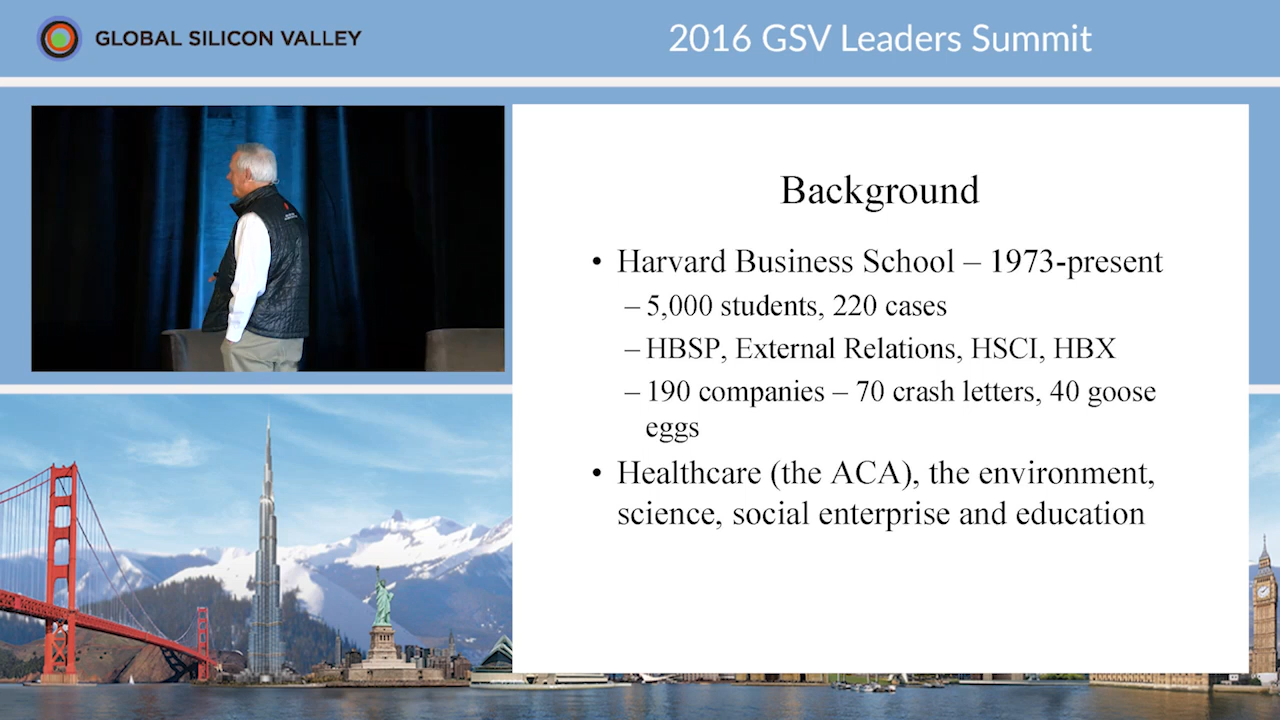 GLOBAL SILICON VALLEY
2016 GSV Leaders Summit
Background
• Harvard Business School – 1973-present
– 5,000 students, 220 cases
– HBSP, External Relations, HSCI, HBX
– 190 companies – 70 crash letters, 40 goose
eggs
• Healthcare (the ACA), the environment,
science, social enterprise and education